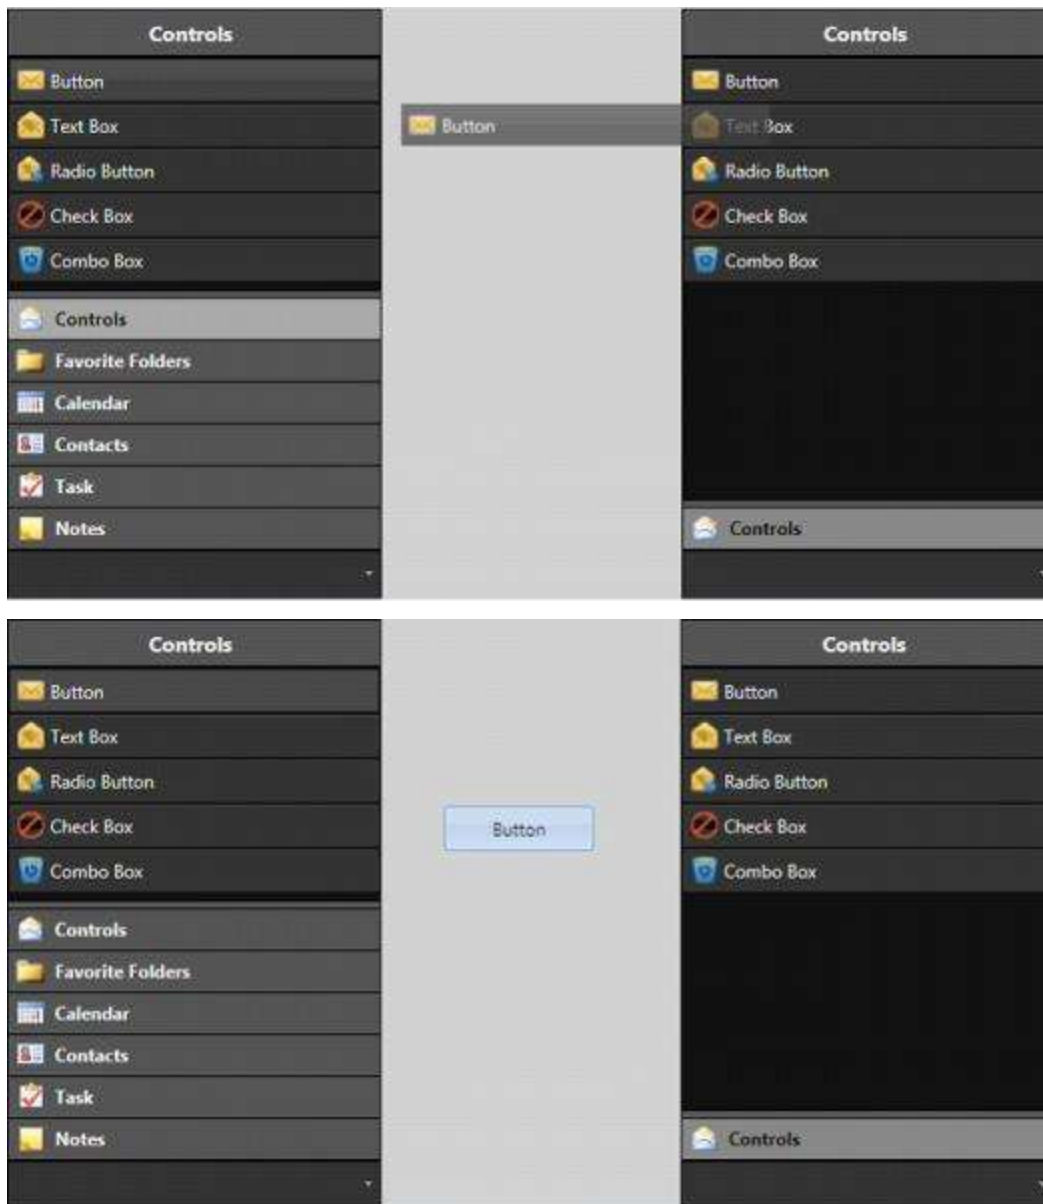 Controls
Button
Text Box
Radio Button
Check Box
Combo Box
Controls
Favorite Folders
Calendar
Contacts
Task
Notes
Button
Controls
Button
Text Box
Radio Button
Check Box
Combo Box
Controls
Controls
Button
Text Box
Radio Button
Check Box
Combo Box
Controls
Favorite Folders
Calendar
Contacts
Task
Notes
Button
Controls
Button
Text Box
Radio Button
Check Box
Combo Box
Controls